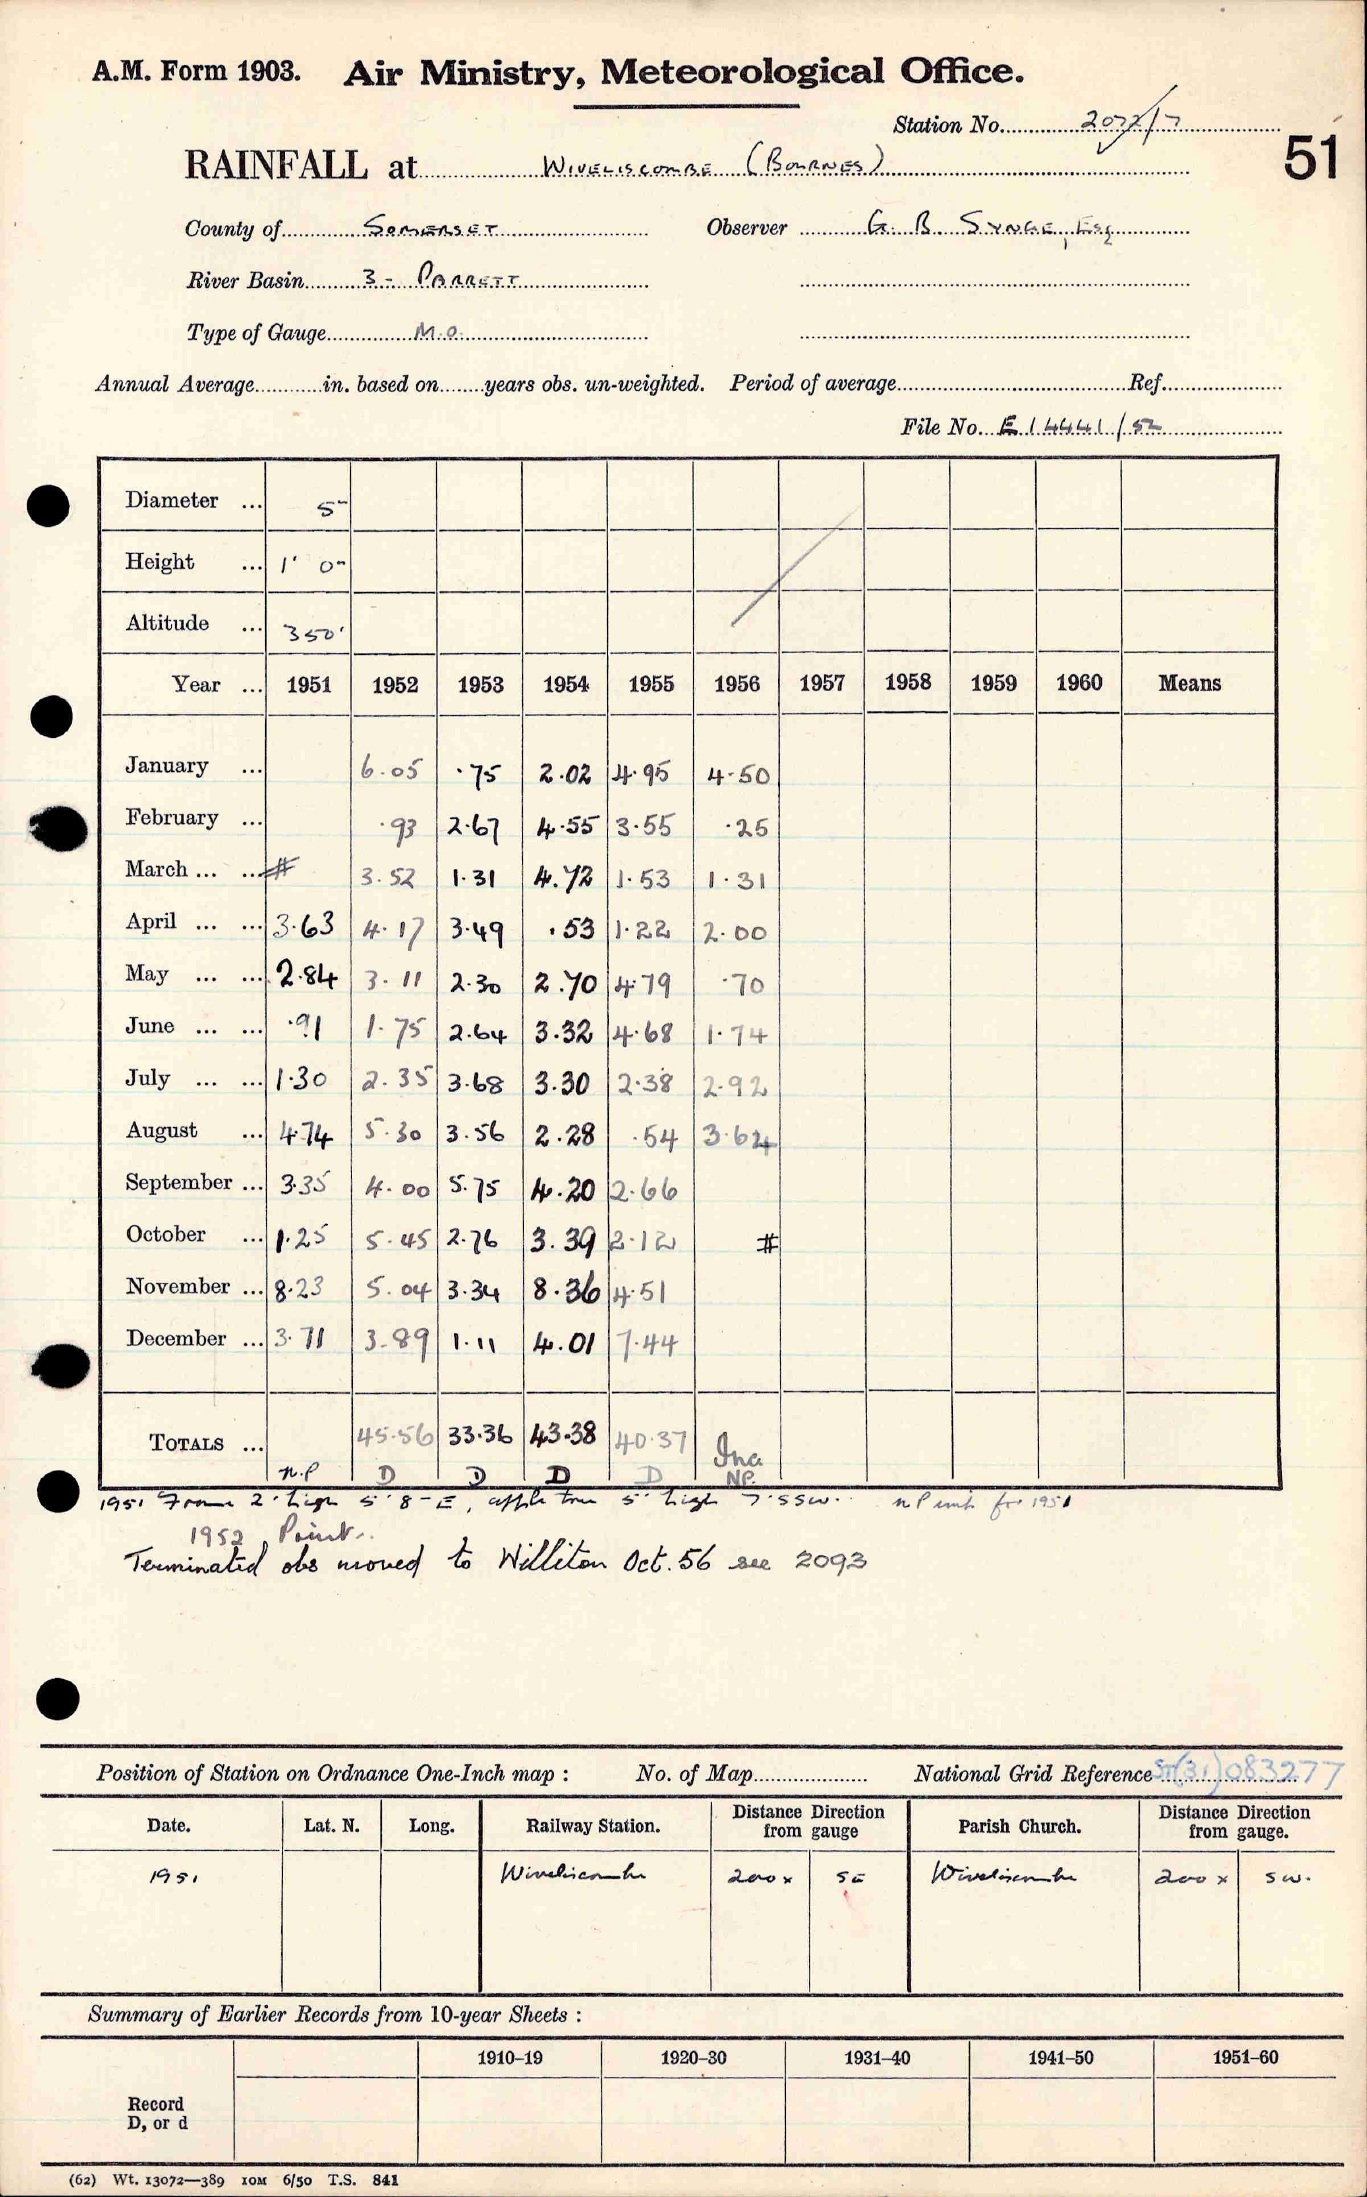 A.M. Form 1903. Air Ministry, Meteorological Office.
Station No. 2072/7
51
RAINFALL at Wiveliscombe (Bournes)
County of Somerset Observer G. B. Synge, Esq
River Basin 3 - Parrett
Type of Gauge M.O.
Annual Average in. based on years obs. un-weighted. Period of average Ref.
File No. E14441/52
Diameter ... 5"
Height ... 1' 0"
Altitude ... 350'
Year ... 1951 1952 1953 1954 1955 1956 1957 1958 1959 1960 Means
January ... 6.05 .75 2.02 4.95 4.50
February ... .93 2.67 4.55 3.55 .25
March ... ... # 3.52 1.31 4.72 1.53 1.31
April ... ... 3.63 4.17 3.49 .53 1.22 2.00
May ... ... 2.84 3.11 2.30 2.70 4.79 .70
June ... ... .91 1.75 2.64 3.32 4.68 1.74
July ... ... 1.30 2.35 3.68 3.30 2.38 2.92
August ... 4.74 5.30 3.56 2.28 .54 3.64
September ... 3.35 4.00 5.75 4.20 2.66
October ... 1.25 5.45 2.76 3.39 2.12 #
November ... 8.23 5.04 3.34 8.36 4.51
December ... 3.71 3.89 1.11 4.01 7.44
Totals ... 45.56 33.36 43.38 40.37 Inc
n.P D D D D NP.
1951 Frame 2' high 5' 8" E, apple tree 5' high 7' SSW. n P until for 1951
1952 Point.
Terminated obs moved to Williton Oct. 56 see 2093
Position of Station on Ordnance One-Inch map : No. of Map National Grid Reference ST(31)083277
Date. Lat. N. Long. Railway Station. Distance Direction from gauge Parish Church. Distance Direction from gauge.
1951 Wiveliscombe 200x SE Wiveliscombe 200x SW.
Summary of Earlier Records from 10-year Sheets :
1910–19 1920–30 1931–40 1941–50 1951–60
Record
D, or d
(62) Wt. 13072—389 10M 6/50 T.S. 841